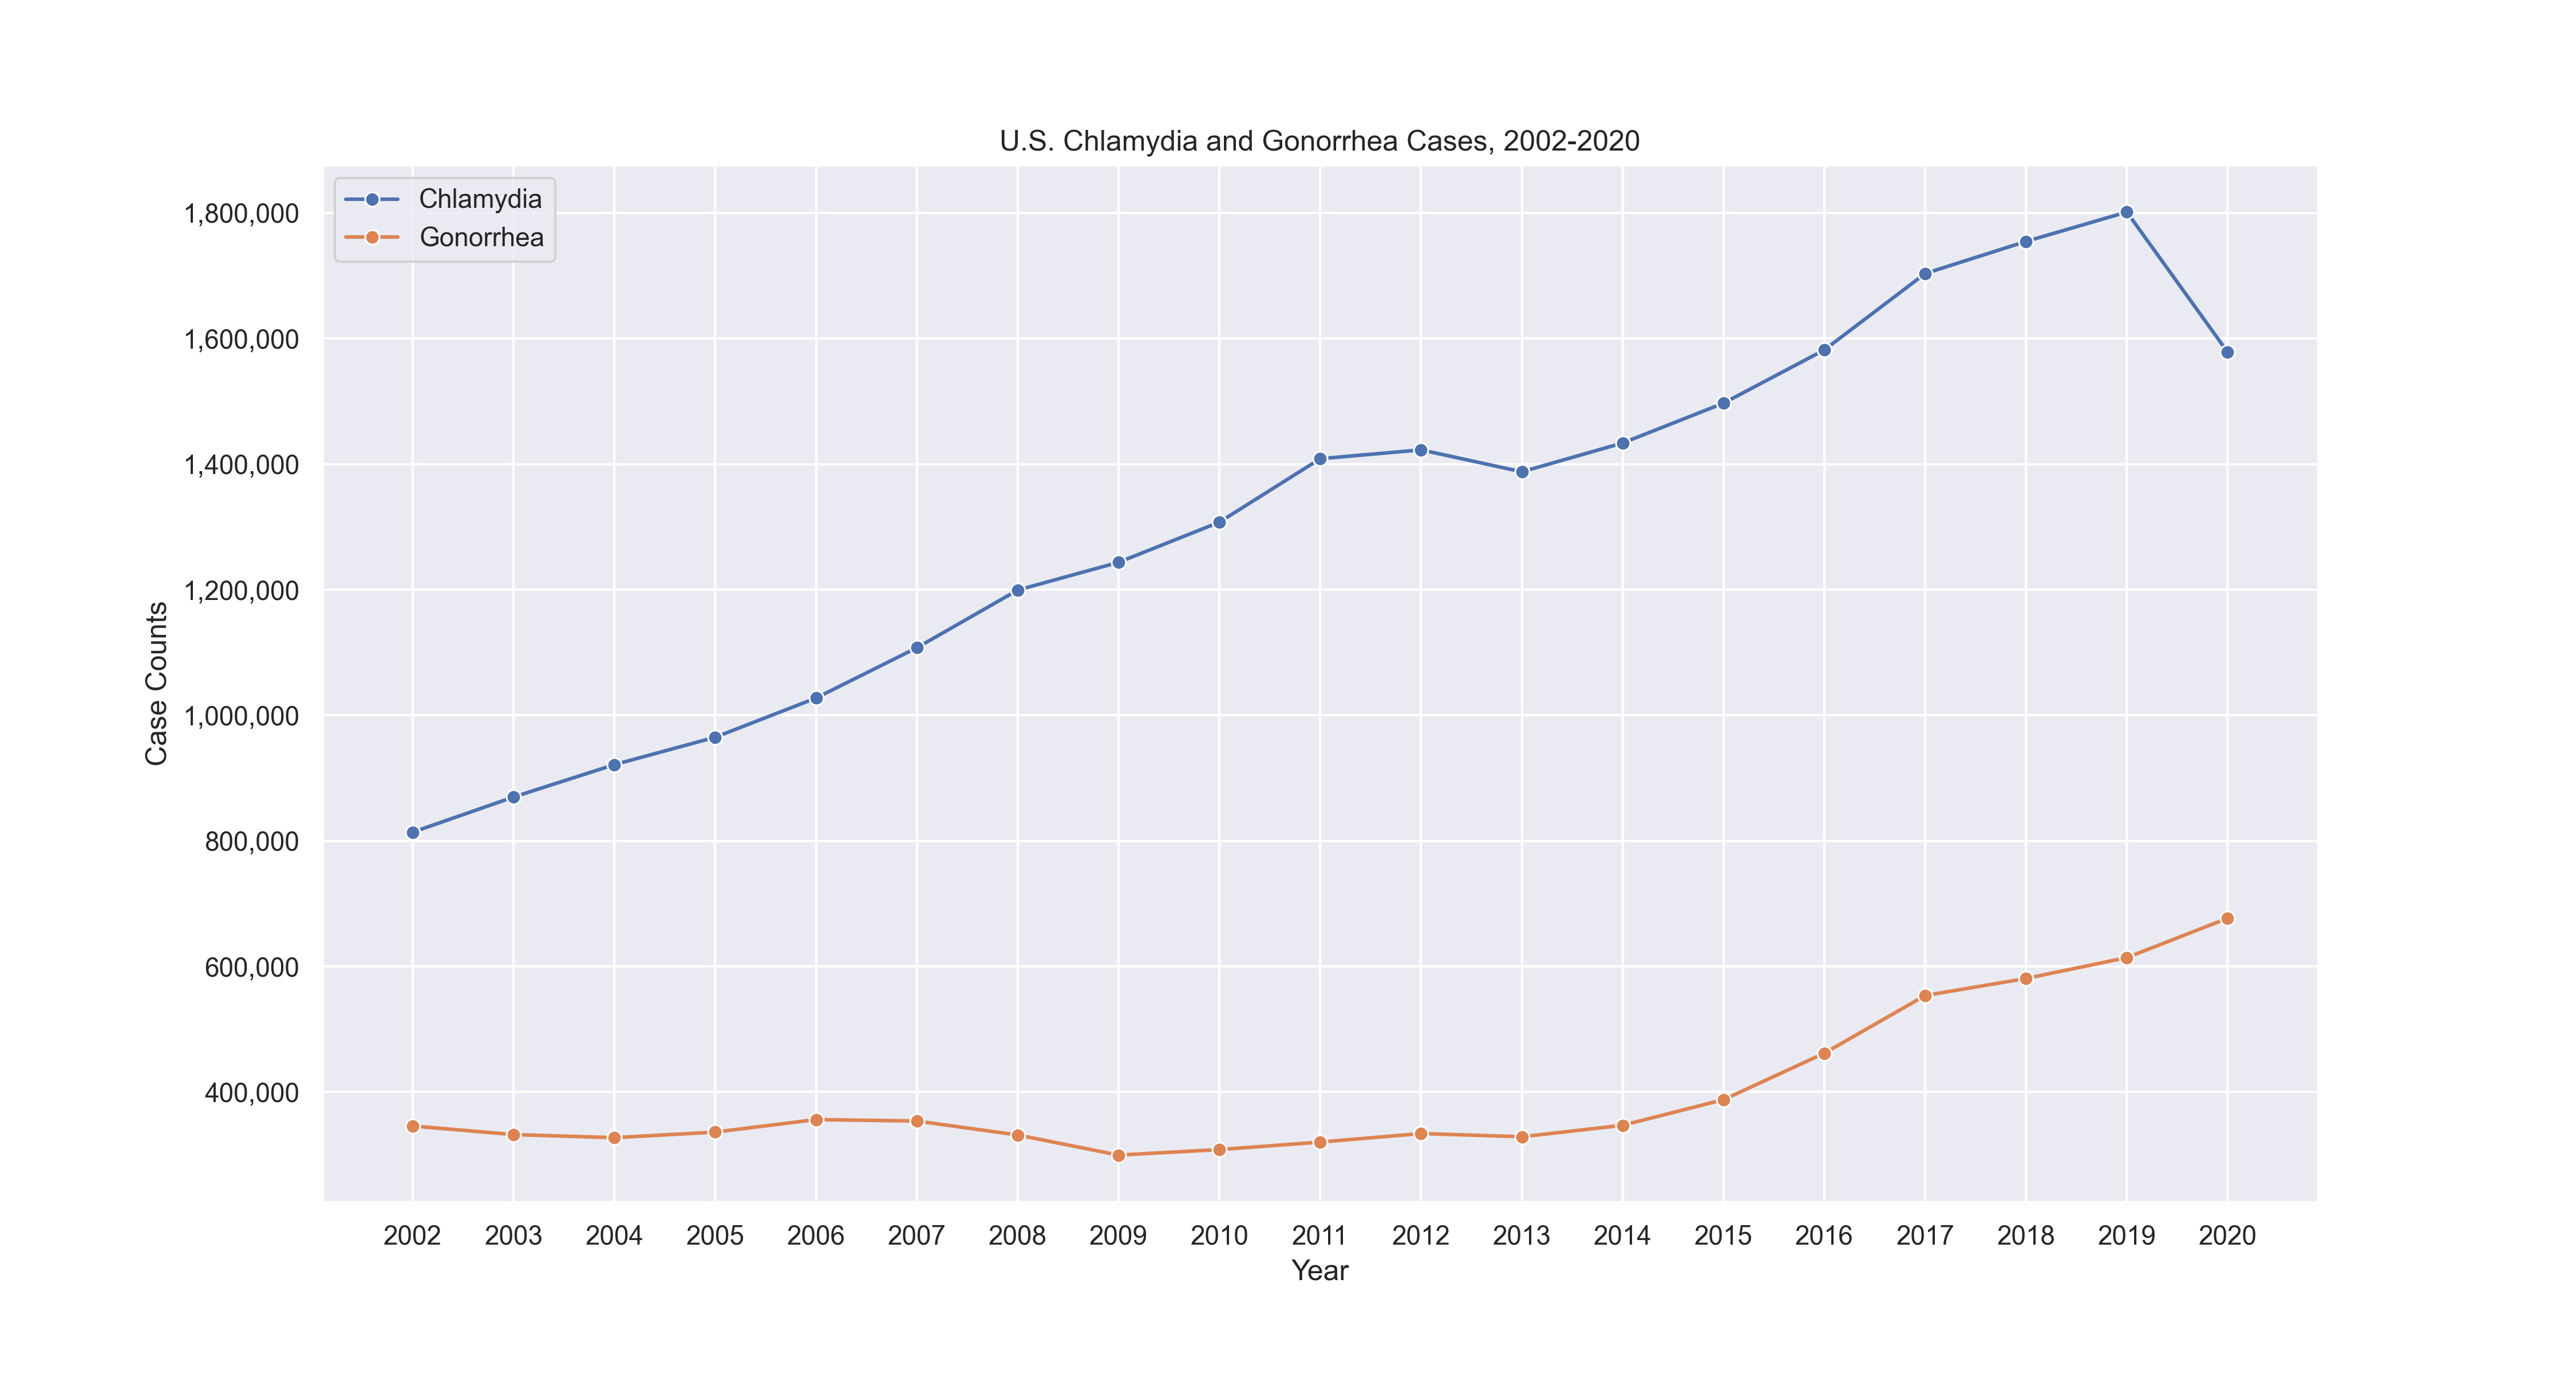 U.S. Chlamydia and Gonorrhea Cases, 2002-2020
Chlamydia
Gonorrhea
1,800,000
1,600,000
1,400,000
1,200,000
1,000,000
800,000
600,000
400,000
Case Counts
2002 2003 2004 2005 2006 2007 2008 2009 2010 2011 2012 2013 2014 2015 2016 2017 2018 2019 2020
Year